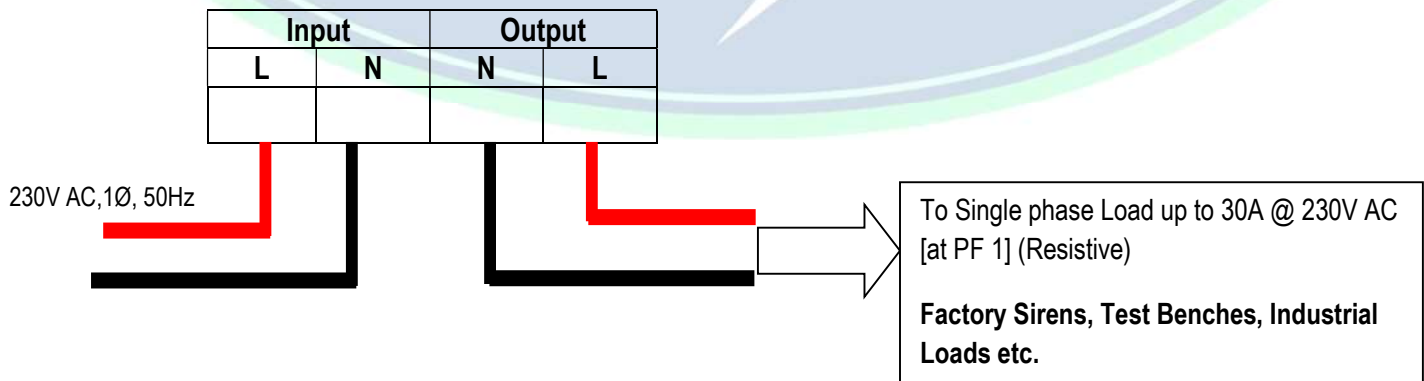 Input Output
L N N L
230V AC,1Ø, 50Hz
To Single phase Load up to 30A @ 230V AC
[at PF 1] (Resistive)
Factory Sirens, Test Benches, Industrial
Loads etc.